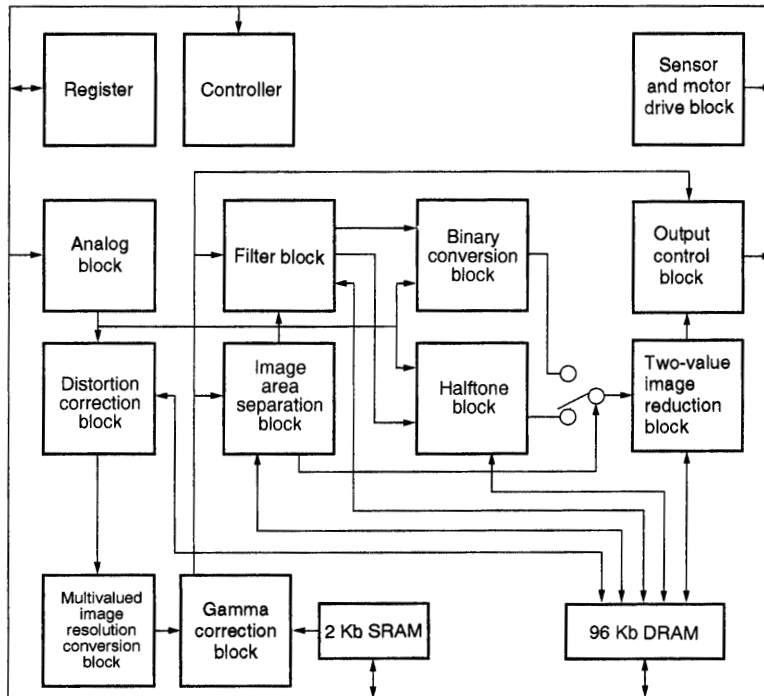 Register
Controller
Sensor
and motor
drive block
Analog
block
Filter block
Binary
conversion
block
Output
control
block
Distortion
correction
block
Image
area
separation
block
Halftone
block
Two-value
image
reduction
block
Multivalued
image
resolution
conversion
block
Gamma
correction
block
2 Kb SRAM
96 Kb DRAM